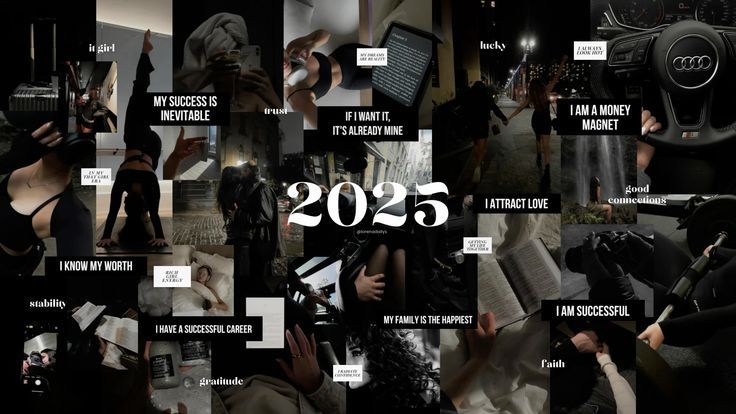 it girl
MY SUCCESS IS
INEVITABLE
trust
MY DREAMS
ARE REALITY
Chapter 5
IF I WANT IT,
IT'S ALREADY MINE
lucky
I ALWAYS
LOOK HOT
I AM A MONEY
MAGNET
IN MY
THAT GIRL
ERA
2025
@lorenadollys
I ATTRACT LOVE
good
connections
I KNOW MY WORTH
RICH
GIRL
ENERGY
GETTING
MY LIFE
TOGETHER
stability
I HAVE A SUCCESSFUL CAREER
MY FAMILY IS THE HAPPIEST
I AM SUCCESSFUL
I RADIATE
CONFIDENCE
gratitude
faith